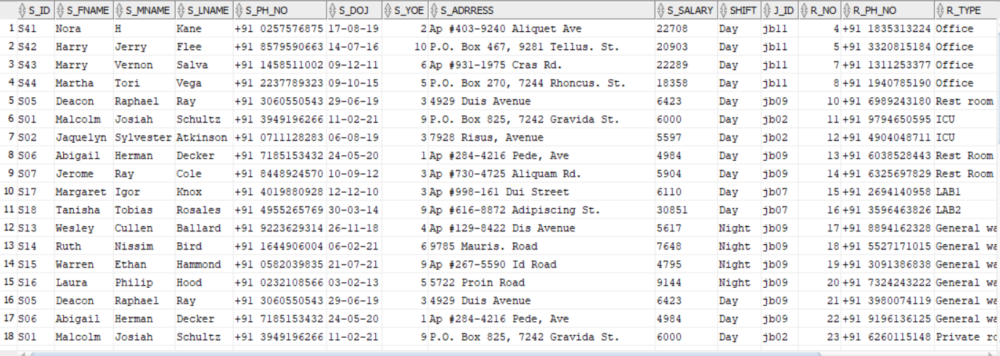 S_ID S_FNAME S_MNAME S_LNAME S_PH_NO S_DOJ S_YOE S_ADRRESS S_SALARY SHIFT J_ID R_NO R_PH_NO R_TYPE
1 S41 Nora H Kane +91 0257576875 17-08-19 2 Ap #403-9240 Aliquet Ave 22708 Day jb11 4 +91 1835313224 Office
2 S42 Harry Jerry Flee +91 8579590663 14-07-16 10 P.O. Box 467, 9281 Tellus. St. 20903 Day jb11 5 +91 3320815184 Office
3 S43 Marry Vernon Salva +91 1458511002 09-12-11 6 Ap #931-1975 Cras Rd. 22289 Day jb11 7 +91 1311253377 Office
4 S44 Martha Tori Vega +91 2237789323 09-10-15 5 P.O. Box 270, 7244 Rhoncus. St. 18358 Day jb11 8 +91 1940785190 Office
5 S05 Deacon Raphael Ray +91 3060550543 29-06-19 3 4929 Duis Avenue 6423 Day jb09 10 +91 6989243180 Rest room
6 S01 Malcolm Josiah Schultz +91 3949196266 11-02-21 9 P.O. Box 825, 7242 Gravida St. 6000 Day jb02 11 +91 9794650595 ICU
7 S02 Jaquelyn Sylvester Atkinson +91 0711128283 06-08-19 3 7928 Risus, Avenue 5597 Day jb02 12 +91 4904048711 ICU
8 S06 Abigail Herman Decker +91 7185153432 24-05-20 1 Ap #284-4216 Pede, Ave 4984 Day jb09 13 +91 6038528443 Rest Room
9 S07 Jerome Ray Cole +91 8448924570 10-09-12 3 Ap #730-4725 Aliquam Rd. 5904 Day jb09 14 +91 6325697829 Rest Room
10 S17 Margaret Igor Knox +91 4019880928 12-12-10 3 Ap #998-161 Dui Street 6110 Day jb07 15 +91 2694140958 LAB1
11 S18 Tanisha Tobias Rosales +91 4955265769 30-03-14 9 Ap #616-8872 Adipiscing St. 30851 Day jb07 16 +91 3596463826 LAB2
12 S13 Wesley Cullen Ballard +91 9223629314 26-11-18 4 Ap #129-8422 Dis Avenue 5617 Night jb09 17 +91 8894162328 General wa
13 S14 Ruth Nissim Bird +91 1644906004 06-02-21 6 9785 Mauris. Road 7648 Night jb09 18 +91 5527171015 General wa
14 S15 Warren Ethan Hammond +91 0582039835 21-07-21 9 Ap #267-5590 Id Road 4795 Night jb09 19 +91 3091386838 General wa
15 S16 Laura Philip Hood +91 0232108566 03-02-13 5 5722 Proin Road 9144 Night jb09 20 +91 7324243222 General wa
16 S05 Deacon Raphael Ray +91 3060550543 29-06-19 3 4929 Duis Avenue 6423 Day jb09 21 +91 3980074119 General wa
17 S06 Abigail Herman Decker +91 7185153432 24-05-20 1 Ap #284-4216 Pede, Ave 4984 Day jb09 22 +91 9196136125 General wa
18 S01 Malcolm Josiah Schultz +91 3949196266 11-02-21 9 P.O. Box 825, 7242 Gravida St. 6000 Day jb02 23 +91 6260115148 Private ro